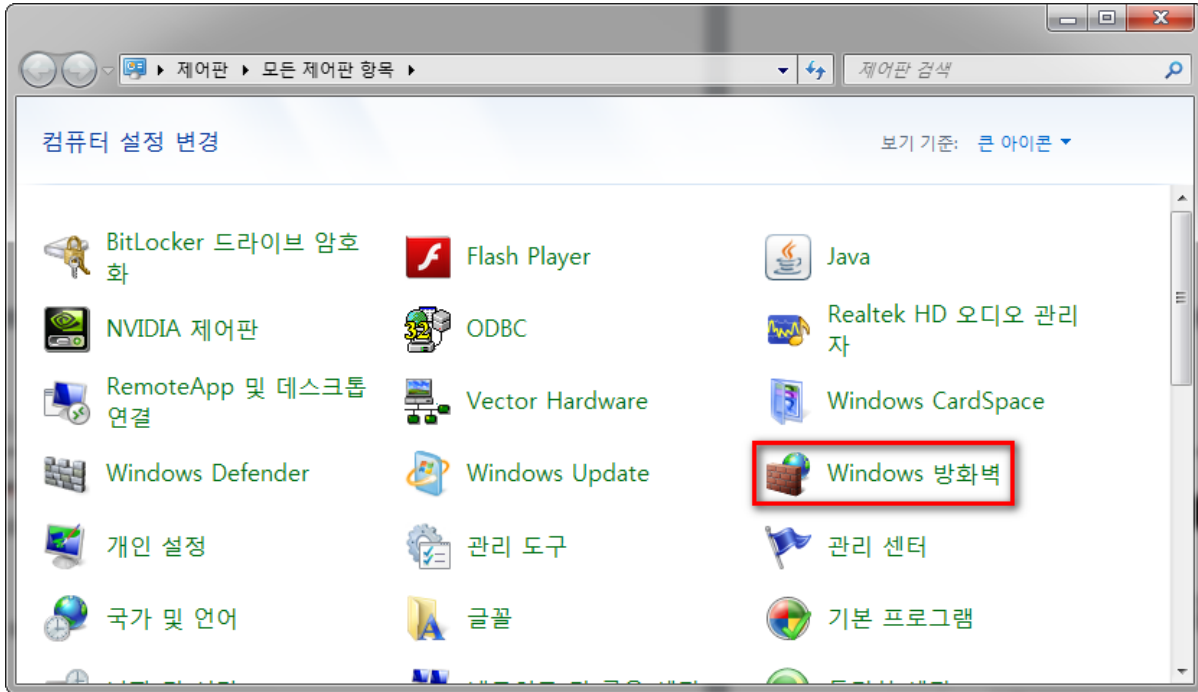 제어판 ▸ 모든 제어판 항목 ▸
제어판 검색
컴퓨터 설정 변경
보기 기준: 큰 아이콘
BitLocker 드라이브 암호
화
Flash Player
Java
NVIDIA 제어판
ODBC
Realtek HD 오디오 관리
자
RemoteApp 및 데스크톱
연결
Vector Hardware
Windows CardSpace
Windows Defender
Windows Update
Windows 방화벽
개인 설정
관리 도구
관리 센터
국가 및 언어
글꼴
기본 프로그램